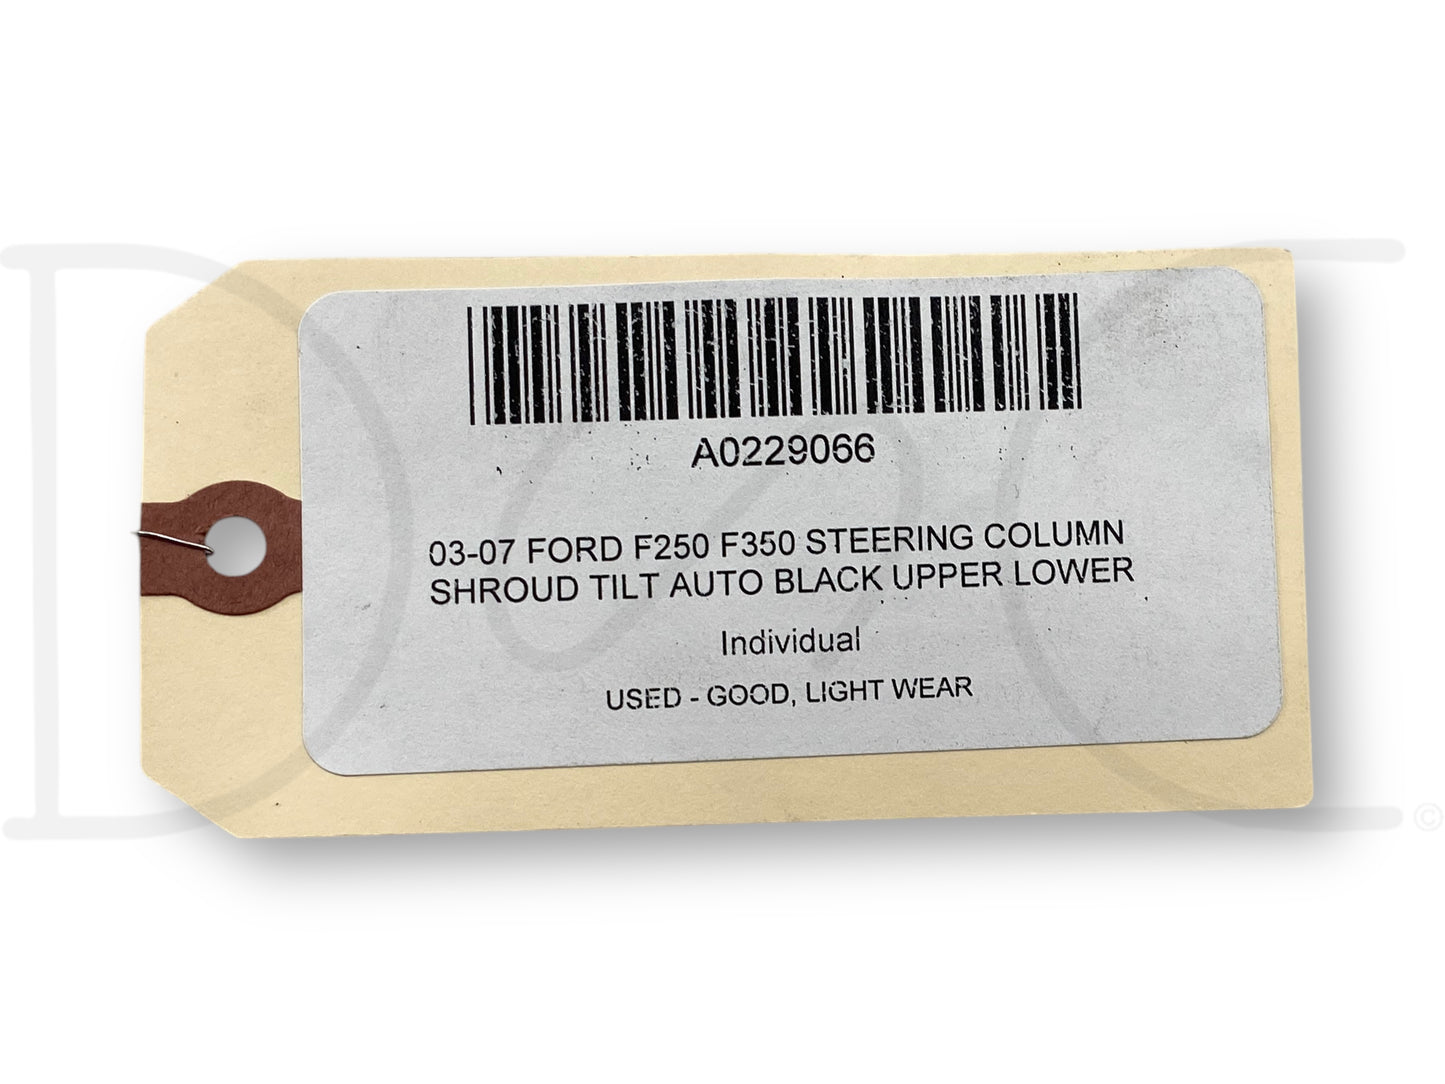 A0229066
03-07 FORD F250 F350 STEERING COLUMN
SHROUD TILT AUTO BLACK UPPER LOWER
Individual
USED - GOOD, LIGHT WEAR
©